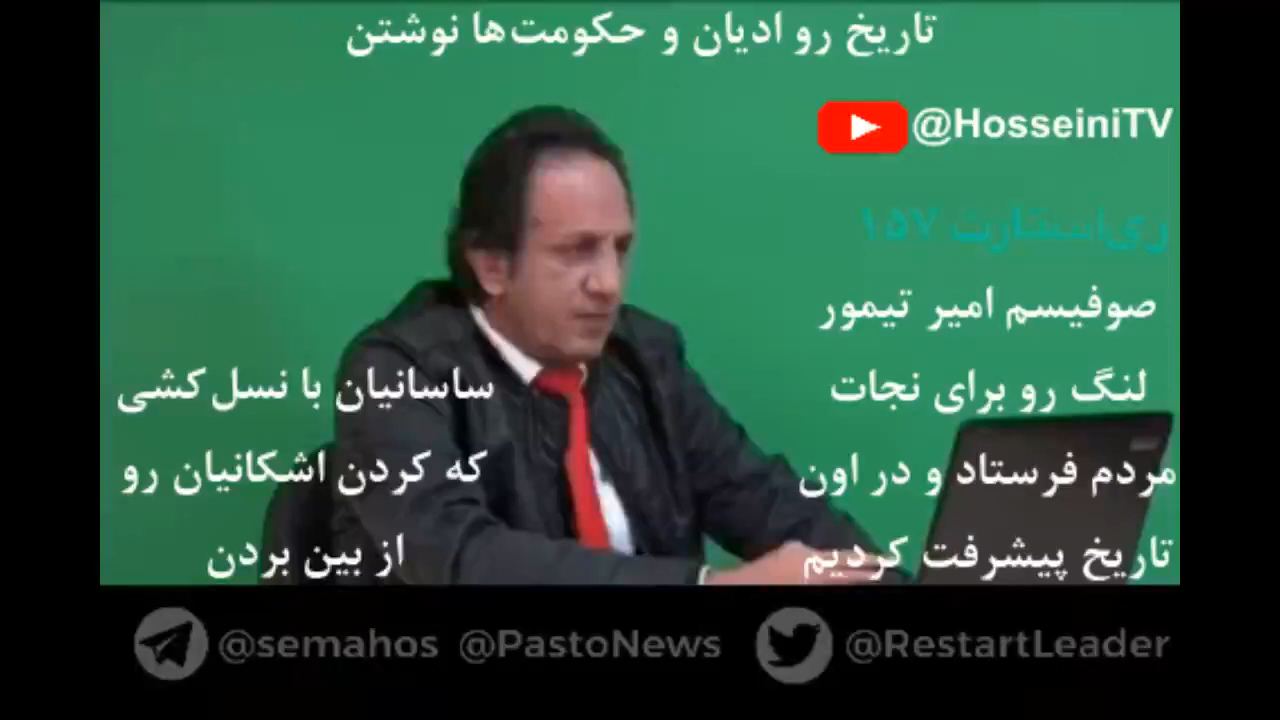 تاریخ رو ادیان و حکومت‌ها نوشتن
@HosseiniTV
ری‌استارت ۱۵۷
صوفیسم امیر تیمور
لنگ رو برای نجات
مردم فرستاد و در اون
تاریخ پیشرفت کردیم
ساسانیان با نسل‌کشی
که کردن اشکانیان رو
از بین بردن
@semahos @PastoNews @RestartLeader